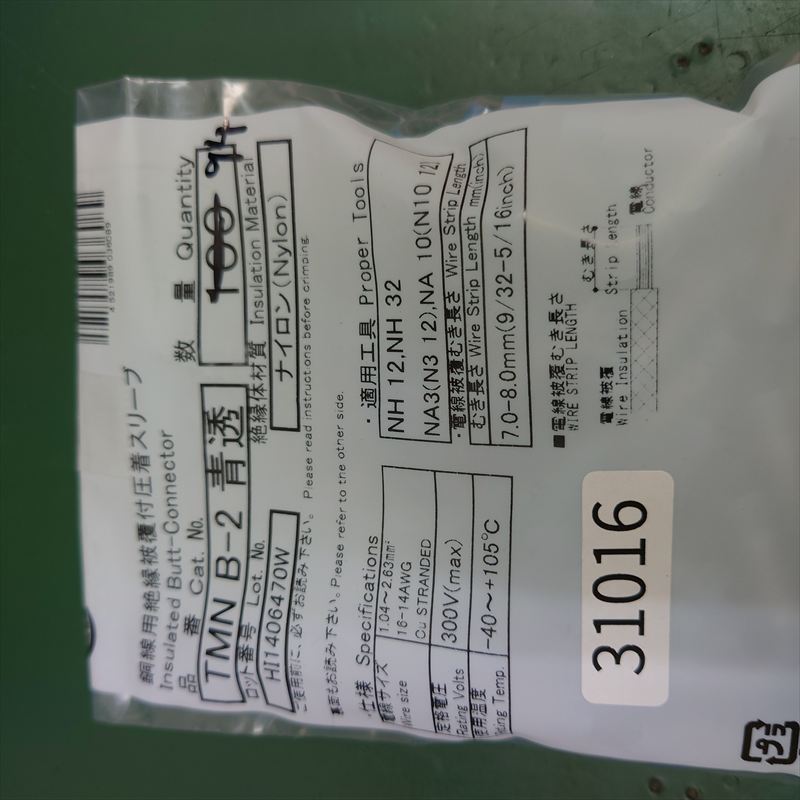 4 521989 036089
銅線用絶縁被覆付圧着スリーブ
Insulated Butt-Connector
品 番 Cat. No.
数 量 Quantity
TMN B-2 青透
100 94
ロット番号 Lot. No.
絶縁体材質 Insulation Material
HI1406470W
ナイロン(Nylon)
ご使用前に、必ずお読み下さい。 Please read instructions before crimping.
裏面もお読み下さい。Please refer to the other side.
・仕様 Specifications
電線サイズ
Wire size
1.04～2.63mm²
16-14AWG
Cu STRANDED
定格電圧
Rating Volts
300V(max)
使用温度
ding Temp.
-40～+105℃
・適用工具 Proper Tools
NH 12,NH 32
NA3(N3 12),NA 10(N10 12)
・電線被覆むき長さ Wire Strip Length
むき長さ Wire Strip Length mm(inch)
7.0-8.0mm(9/32-5/16inch)
■電線被覆むき長さ
WIRE STRIP LENGTH
むき長さ
Strip length
電線被覆
Wire Insulation
電線
Conductor
31016
プラ